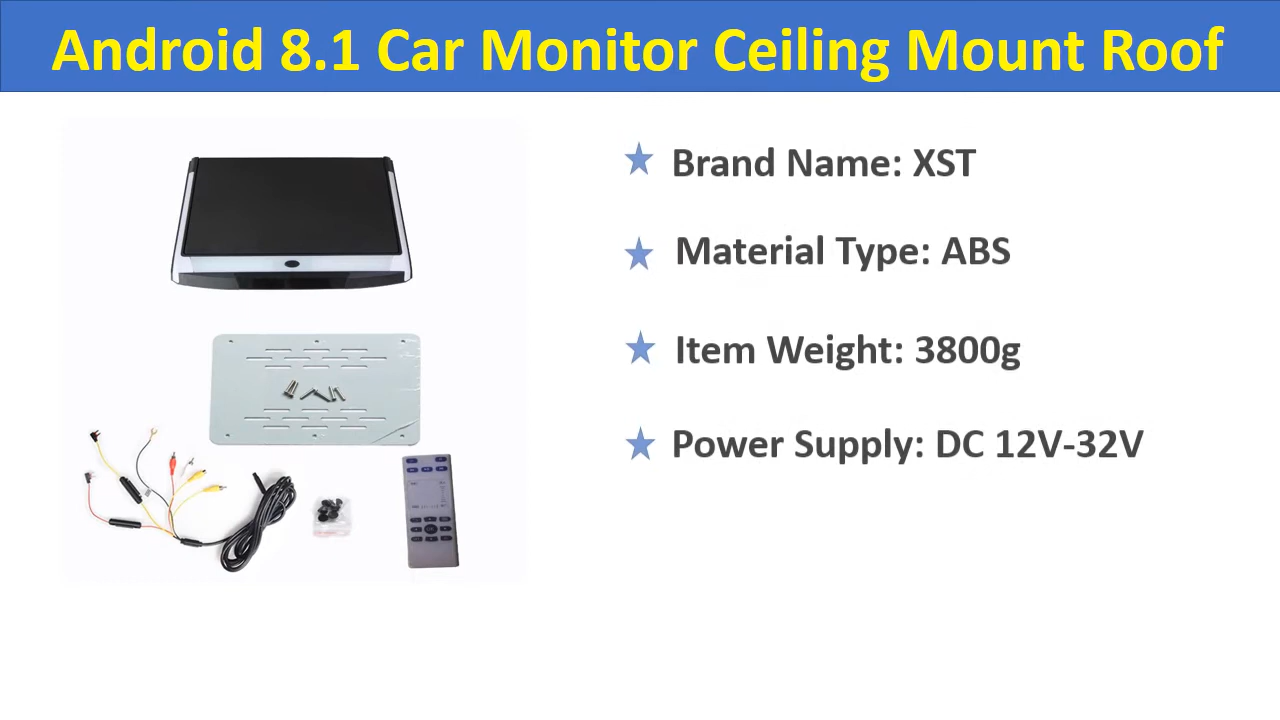 Android 8.1 Car Monitor Ceiling Mount Roof
Brand Name: XST
Material Type: ABS
Item Weight: 3800g
Power Supply: DC 12V-32V